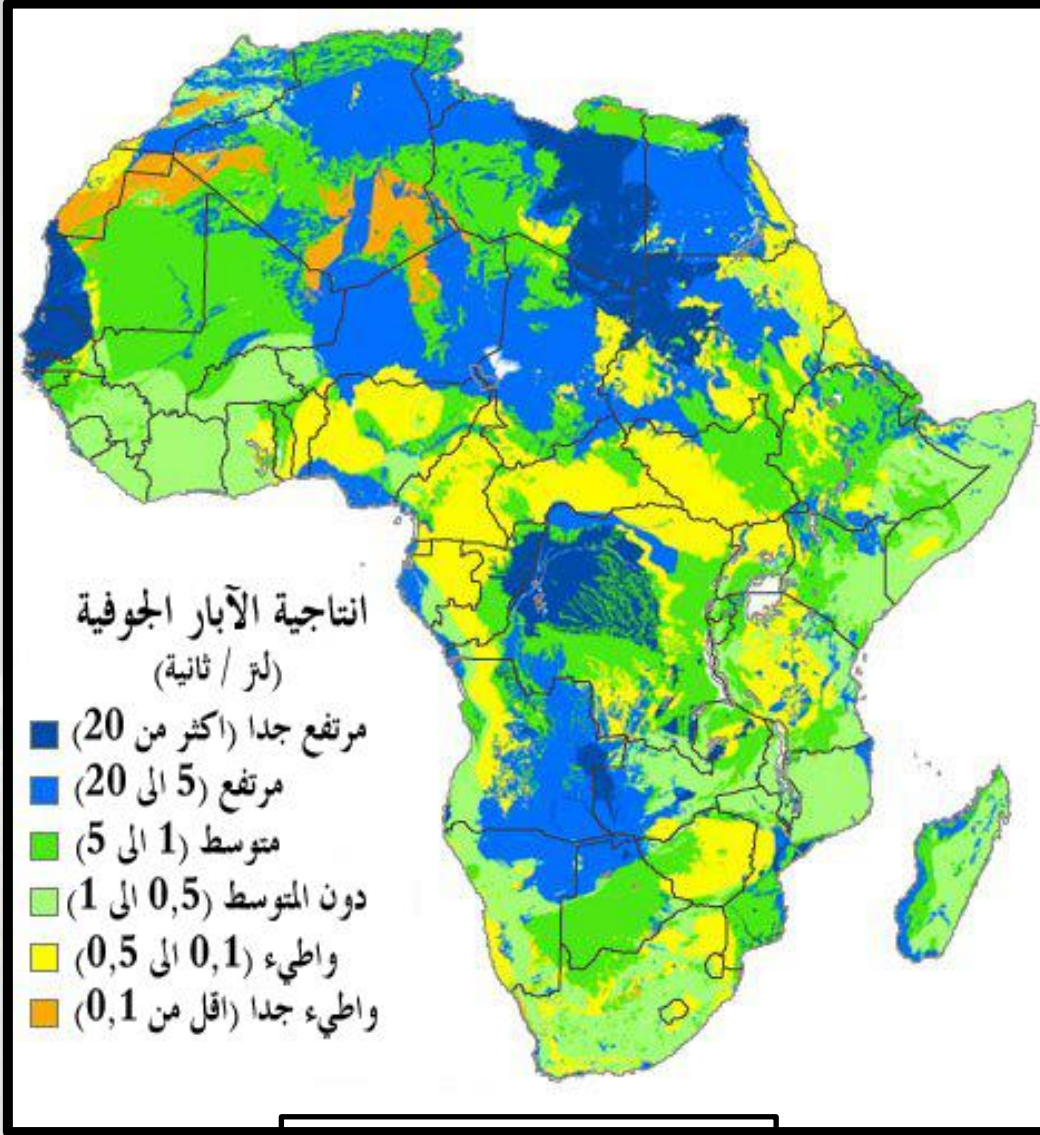 انتاجية الآبار الجوفية
(لتر / ثانية)
مرتفع جدا (اكثر من 20)
مرتفع (5 الى 20)
متوسط (1 الى 5)
دون المتوسط (0,5 الى 1)
واطيء (0,1 الى 0,5)
واطيء جدا (اقل من 0,1)